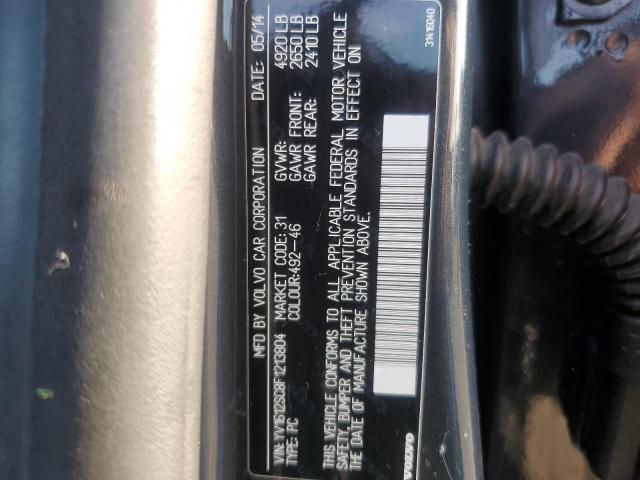 MFD BY VOLVO CAR CORPORATION DATE: 05/14
VIN: YV1612SC8F1213804 MARKET CODE: 31 GVWR: 4920 LB
TYPE: PC COLOUR:492-46 GAWR FRONT: 2650 LB
GAWR REAR: 2410 LB
THIS VEHICLE CONFORMS TO ALL APPLICABLE FEDERAL MOTOR VEHICLE
SAFETY, BUMPER AND THEFT PREVENTION STANDARDS IN EFFECT ON
THE DATE OF MANUFACTURE SHOWN ABOVE.
VOLVO
31416040